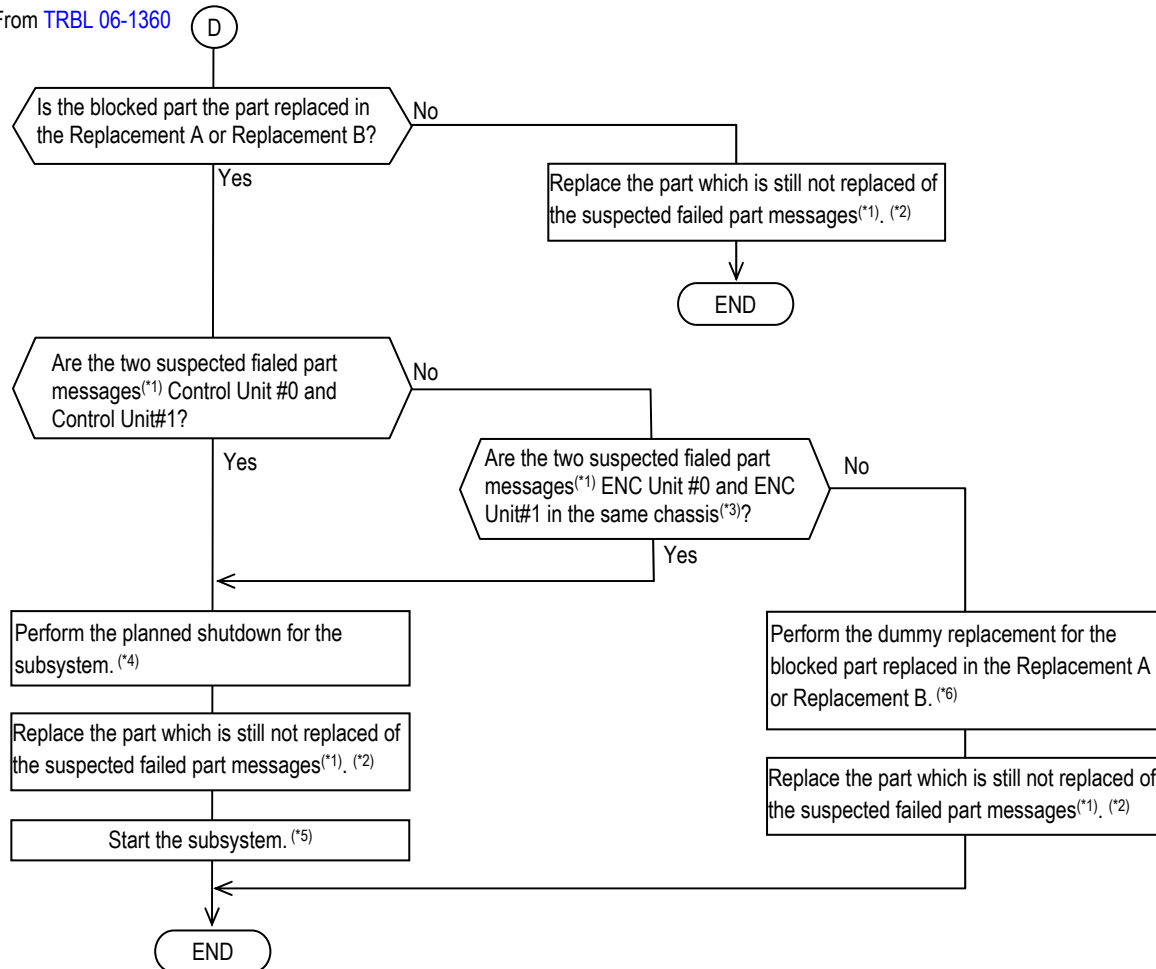 From TRBL 06-1360
D
Is the blocked part the part replaced in
the Replacement A or Replacement B?
No
Yes
Replace the part which is still not replaced of
the suspected failed part messages(*1). (*2)
END
Are the two suspected fialed part
messages(*1) Control Unit #0 and
Control Unit#1?
No
Yes
Are the two suspected fialed part
messages(*1) ENC Unit #0 and ENC
Unit#1 in the same chassis(*3)?
No
Yes
Perform the planned shutdown for the
subsystem. (*4)
Replace the part which is still not replaced of
the suspected failed part messages(*1). (*2)
Start the subsystem. (*5)
Perform the dummy replacement for the
blocked part replaced in the Replacement A
or Replacement B. (*6)
Replace the part which is still not replaced of
the suspected failed part messages(*1). (*2)
END